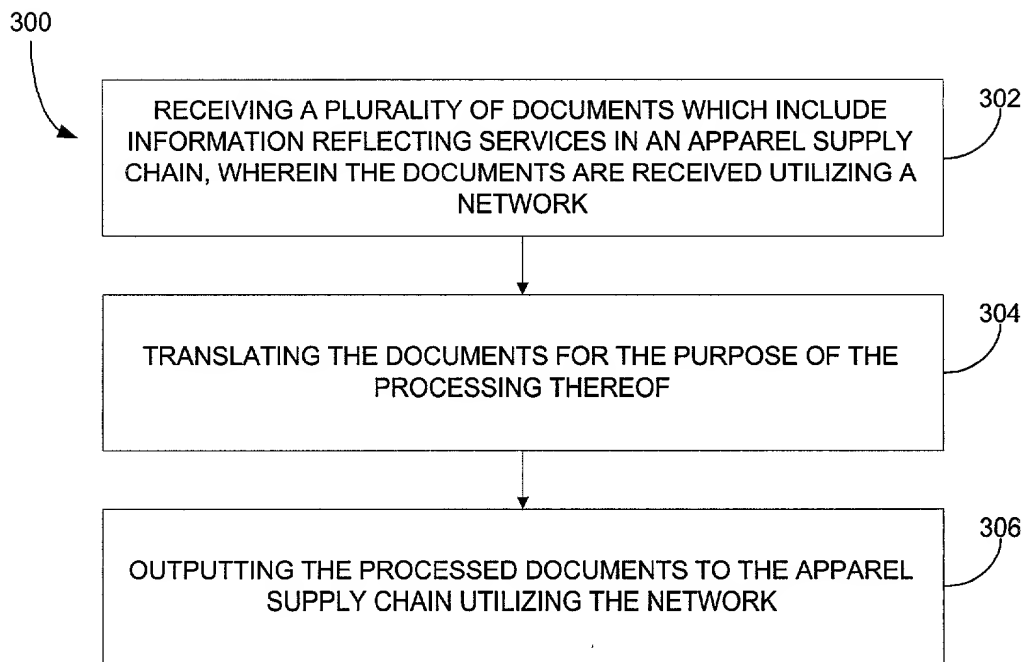 300
RECEIVING A PLURALITY OF DOCUMENTS WHICH INCLUDE
INFORMATION REFLECTING SERVICES IN AN APPAREL SUPPLY
CHAIN, WHEREIN THE DOCUMENTS ARE RECEIVED UTILIZING A
NETWORK
302
TRANSLATING THE DOCUMENTS FOR THE PURPOSE OF THE
PROCESSING THEREOF
304
OUTPUTTING THE PROCESSED DOCUMENTS TO THE APPAREL
SUPPLY CHAIN UTILIZING THE NETWORK
306